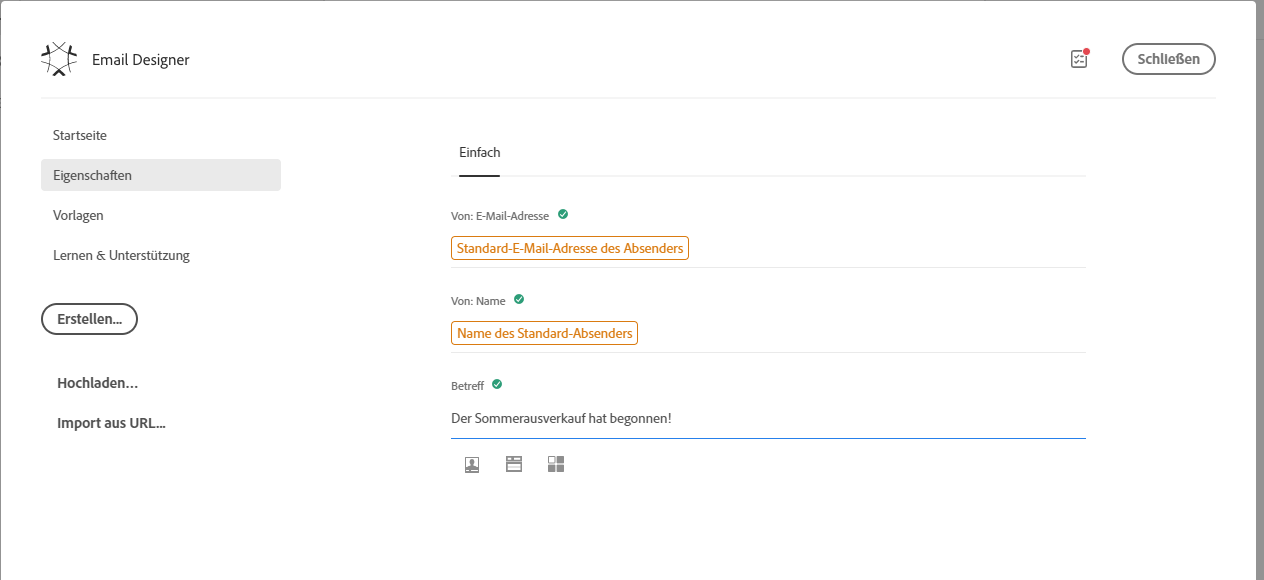 Email Designer
Schließen
Startseite
Eigenschaften
Vorlagen
Lernen & Unterstützung
Erstellen...
Hochladen...
Import aus URL...
Einfach
Von: E-Mail-Adresse
Standard-E-Mail-Adresse des Absenders
Von: Name
Name des Standard-Absenders
Betreff
Der Sommerausverkauf hat begonnen!